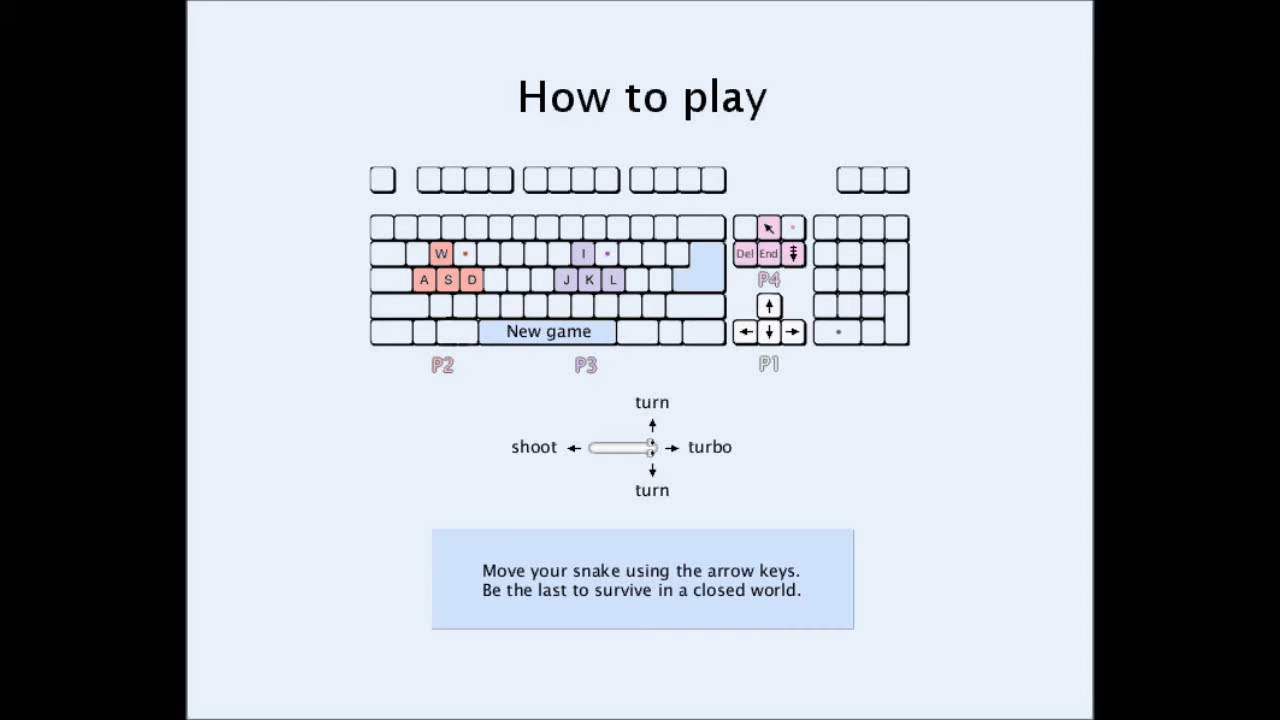 How to play
W
I
Del End
A S D
J K L
P4
New game
P2
P3
P1
turn
shoot
turbo
turn
Move your snake using the arrow keys.
Be the last to survive in a closed world.